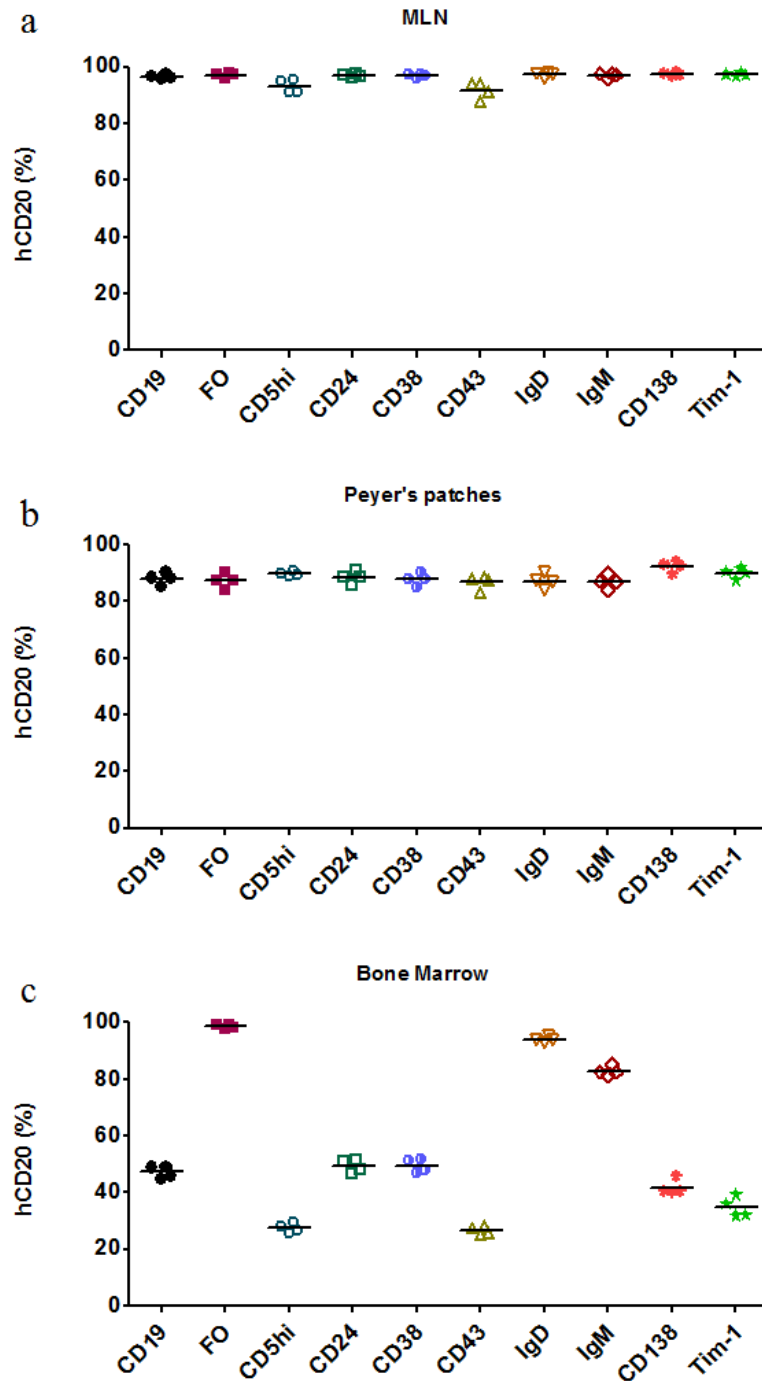 a
MLN
hCD20 (%)
100
80
60
40
20
0
CD19 FO CD5hi CD24 CD38 CD43 IgD IgM CD138 Tim-1
b
Peyer's patches
hCD20 (%)
100
80
60
40
20
0
CD19 FO CD5hi CD24 CD38 CD43 IgD IgM CD138 Tim-1
c
Bone Marrow
hCD20 (%)
100
80
60
40
20
0
CD19 FO CD5hi CD24 CD38 CD43 IgD IgM CD138 Tim-1